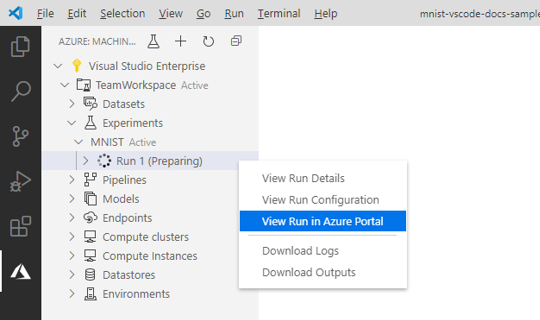 File Edit Selection View Go Run Terminal Help mnist-vscode-docs-sample
AZURE: MACHIN...
Visual Studio Enterprise
TeamWorkspace Active
Datasets
Experiments
MNIST Active
Run 1 (Preparing)
Pipelines
Models
Endpoints
Compute clusters
Compute Instances
Datastores
Environments
View Run Details
View Run Configuration
View Run in Azure Portal
Download Logs
Download Outputs